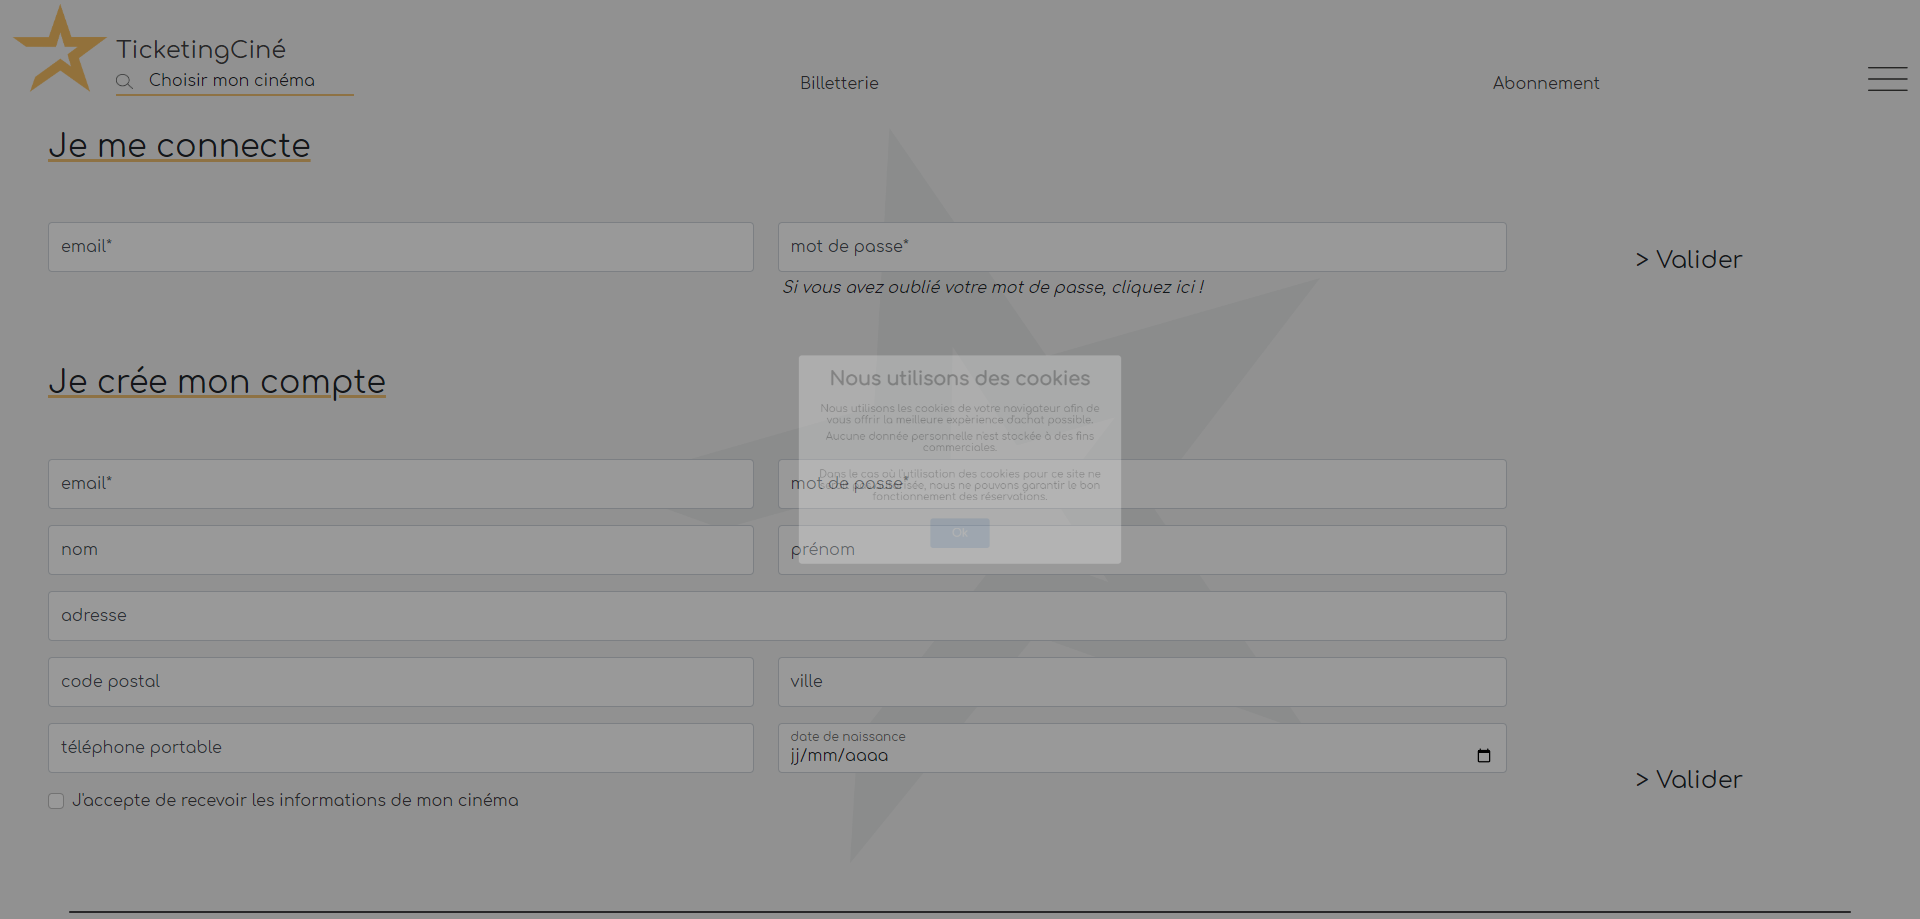 TicketingCiné
Choisir mon cinéma
Billetterie
Abonnement
Je me connecte
email*
mot de passe*
> Valider
Si vous avez oublié votre mot de passe, cliquez ici !
Je crée mon compte
Nous utilisons des cookies
Nous utilisons les cookies de votre navigateur afin de
vous offrir la meilleure expérience d'achat possible.
Aucune donnée personnelle n'est stockée à des fins
commerciales.
Dans le cas où l'utilisation des cookies pour ce site ne
nous ne pouvons garantir le bon
fonctionnement des réservations.
Ok
email*
mot de passe*
nom
prénom
adresse
code postal
ville
téléphone portable
date de naissance
jj/mm/aaaa
J'accepte de recevoir les informations de mon cinéma
> Valider